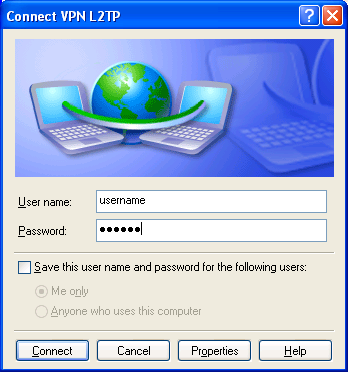 Connect VPN L2TP
User name: username
Password: ●●●●●●
Save this user name and password for the following users:
Me only
Anyone who uses this computer
Connect Cancel Properties Help